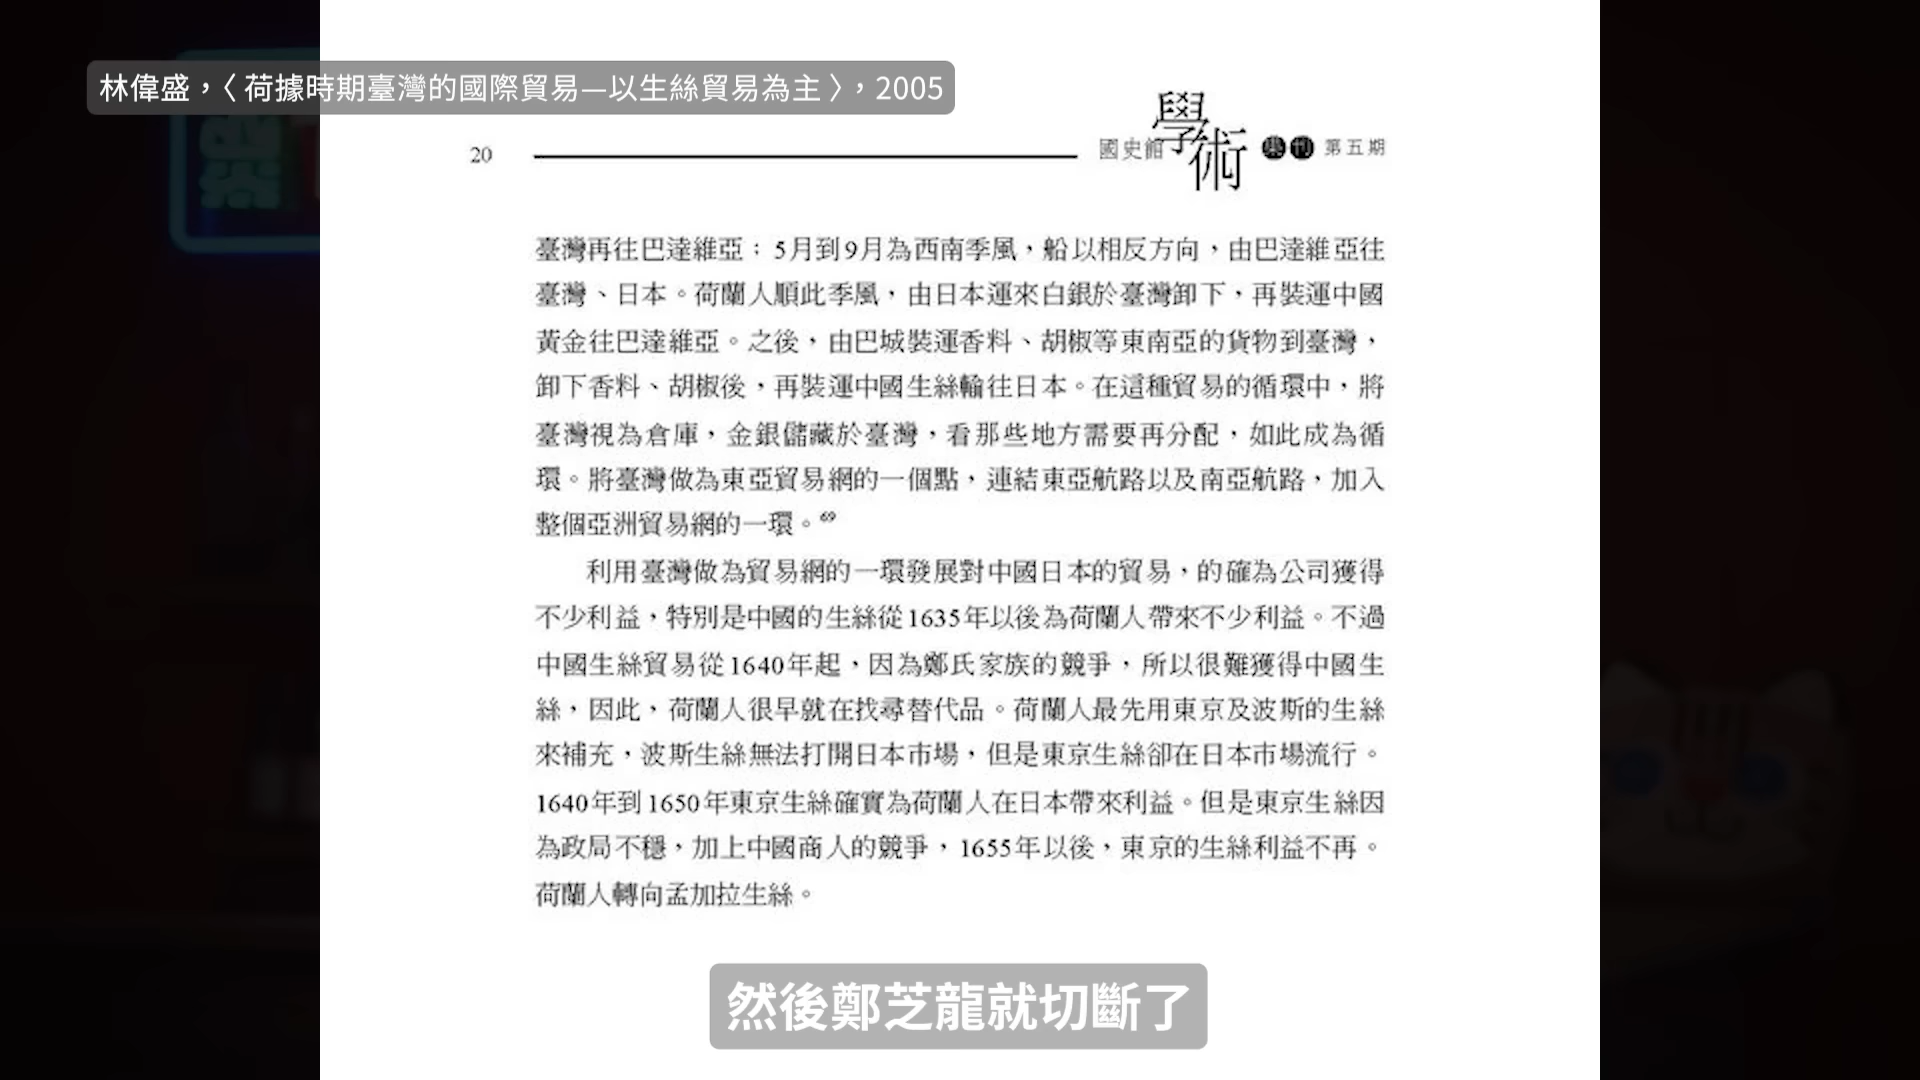 林偉盛，〈荷據時期臺灣的國際貿易—以生絲貿易為主〉，2005
20
國史館學術集刊 第五期
臺灣再往巴達維亞；5月到9月為西南季風，船以相反方向，由巴達維亞往
臺灣、日本。荷蘭人順此季風，由日本運來白銀於臺灣卸下，再裝運中國
黃金往巴達維亞。之後，由巴城裝運香料、胡椒等東南亞的貨物到臺灣，
卸下香料、胡椒後，再裝運中國生絲輸往日本。在這種貿易的循環中，將
臺灣視為倉庫，金銀儲藏於臺灣，看那些地方需要再分配，如此成為循
環。將臺灣做為東亞貿易網的一個點，連結東亞航路以及南亞航路，加入
整個亞洲貿易網的一環。69
利用臺灣做為貿易網的一環發展對中國日本的貿易，的確為公司獲得
不少利益，特別是中國的生絲從1635年以後為荷蘭人帶來不少利益。不過
中國生絲貿易從1640年起，因為鄭氏家族的競爭，所以很難獲得中國生
絲，因此，荷蘭人很早就在找尋替代品。荷蘭人最先用東京及波斯的生絲
來補充，波斯生絲無法打開日本市場，但是東京生絲卻在日本市場流行。
1640年到1650年東京生絲確實為荷蘭人在日本帶來利益。但是東京生絲因
為政局不穩，加上中國商人的競爭，1655年以後，東京的生絲利益不再。
荷蘭人轉向孟加拉生絲。
然後鄭芝龍就切斷了